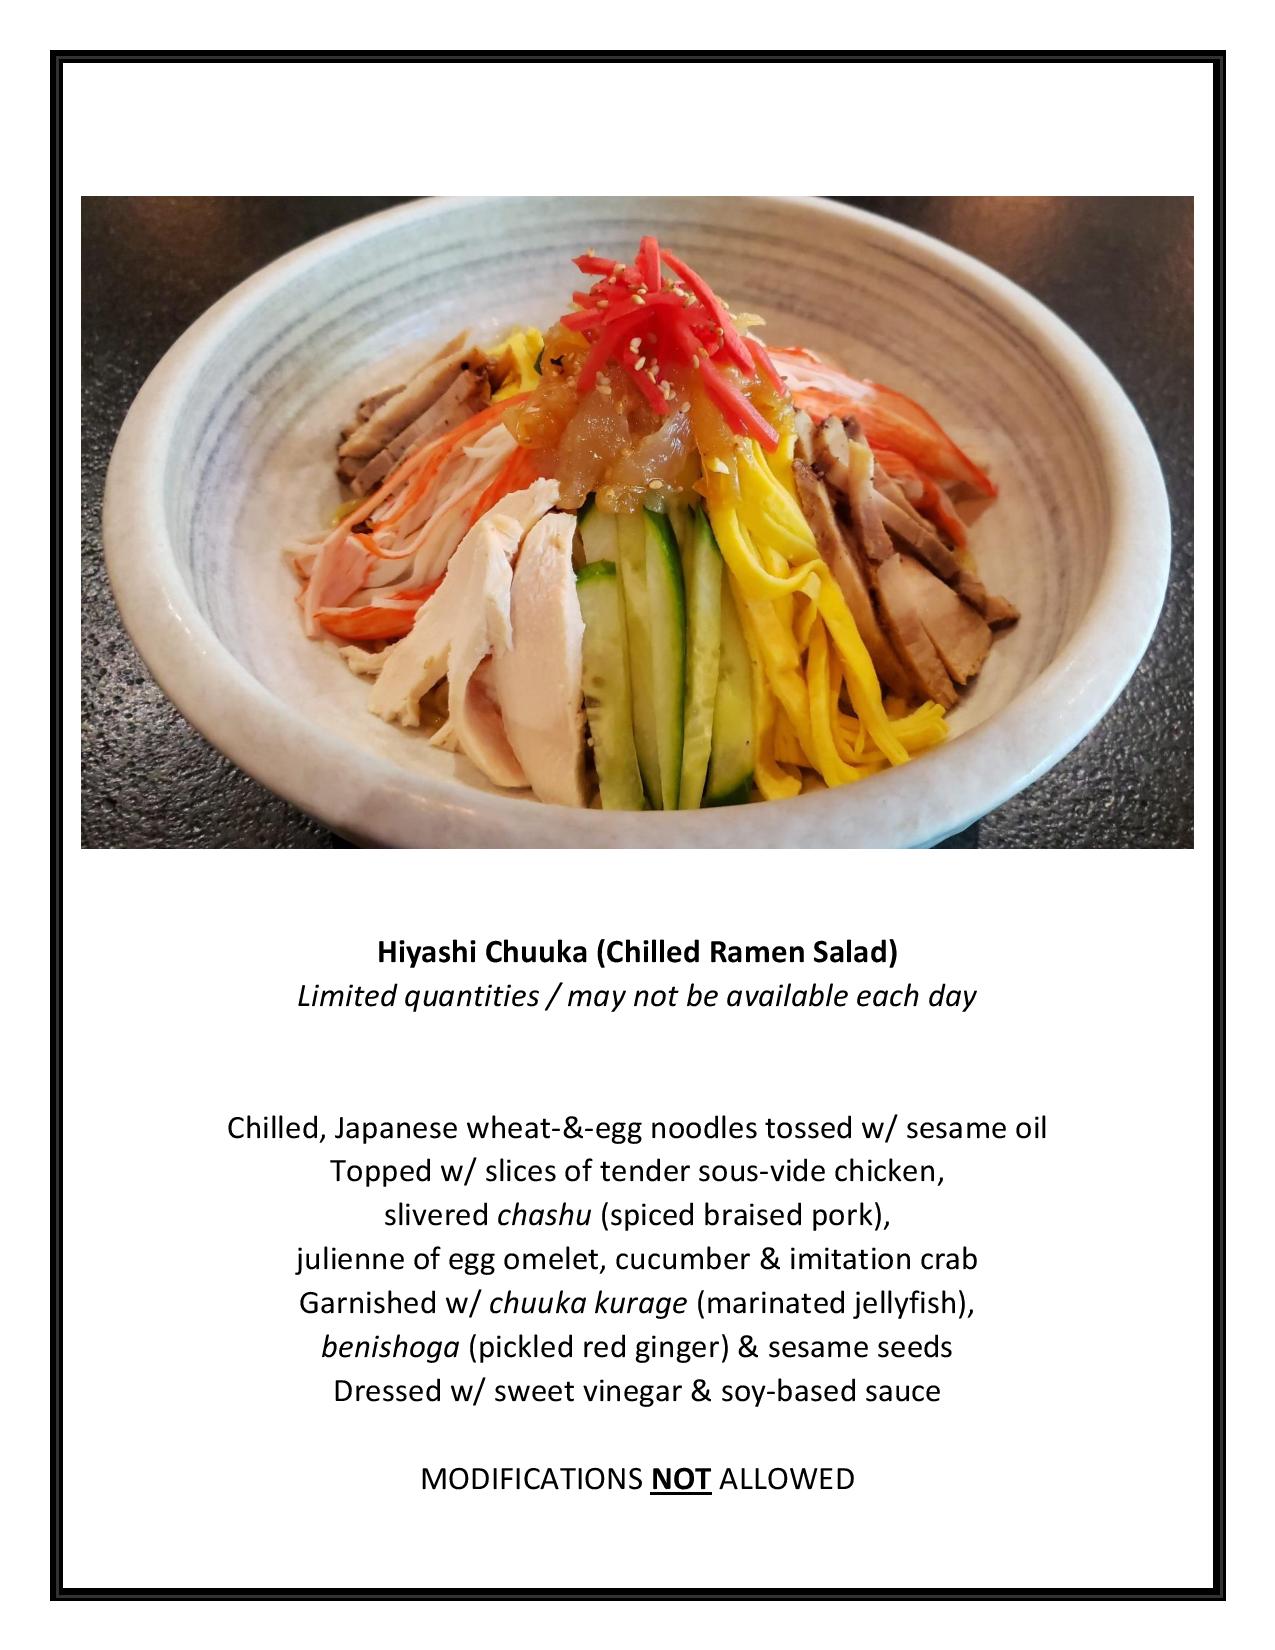 Hiyashi Chuuka (Chilled Ramen Salad)
Limited quantities / may not be available each day
Chilled, Japanese wheat-&-egg noodles tossed w/ sesame oil
Topped w/ slices of tender sous-vide chicken,
slivered chashu (spiced braised pork),
julienne of egg omelet, cucumber & imitation crab
Garnished w/ chuuka kurage (marinated jellyfish),
benishoga (pickled red ginger) & sesame seeds
Dressed w/ sweet vinegar & soy-based sauce
MODIFICATIONS NOT ALLOWED